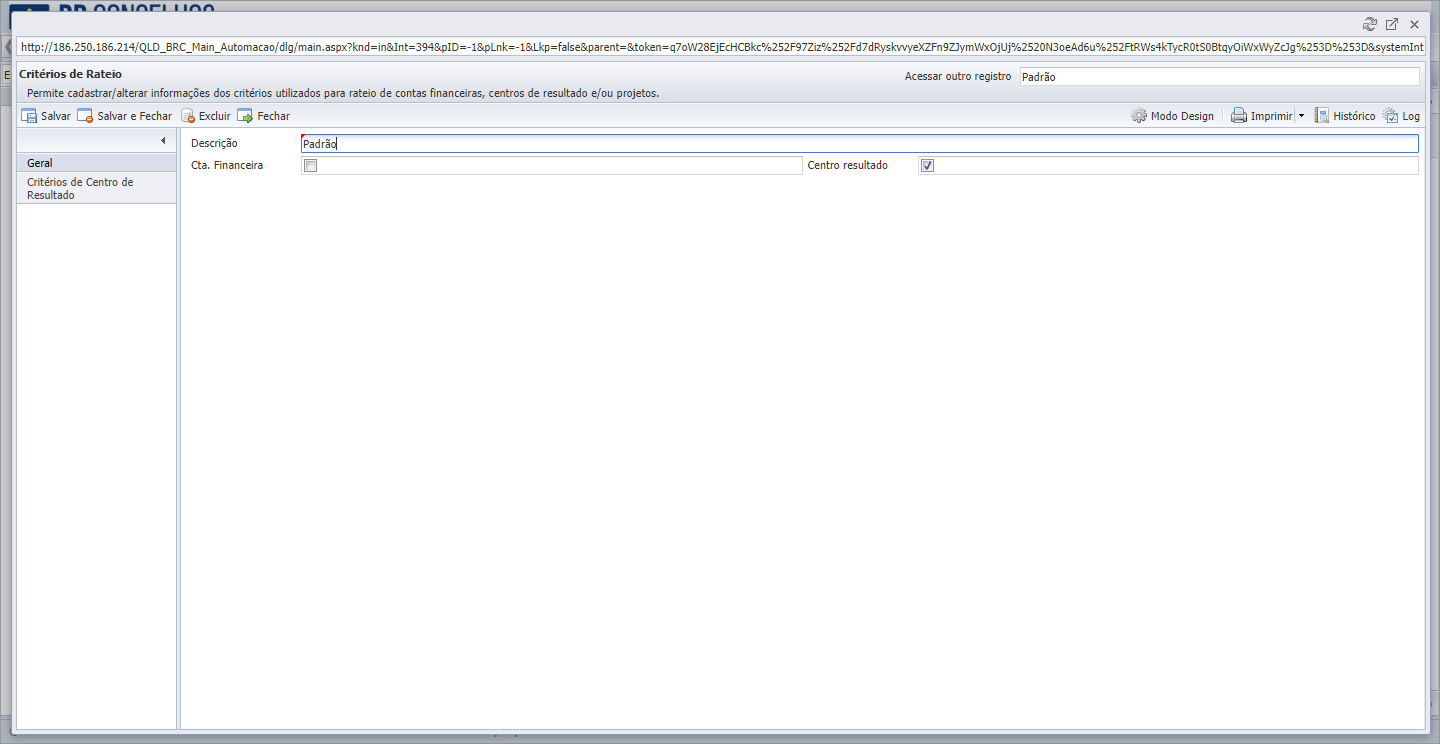 http://186.250.186.214/QLD_BRC_Main_Automacao/dlg/main.aspx?knd=in&Int=394&pID=-1&pLnk=-1&Lkp=false&parent=&token=q7oW28EjEcHCBkc%252F97Ziz%252Fd7dRyskvvyeXZFn9ZJymWxOjUj%2520N3oeAd6u%252FtRWs4kTycR0tS0BtqyOiWxWyZcJg%253D%253D&systemInt
Critérios de Rateio
Acessar outro registro Padrão
Permite cadastrar/alterar informações dos critérios utilizados para rateio de contas financeiras, centros de resultado e/ou projetos.
Salvar Salvar e Fechar Excluir Fechar Modo Design Imprimir Histórico Log
Descrição Padrão
Geral
Cta. Financeira Centro resultado
Critérios de Centro de
Resultado